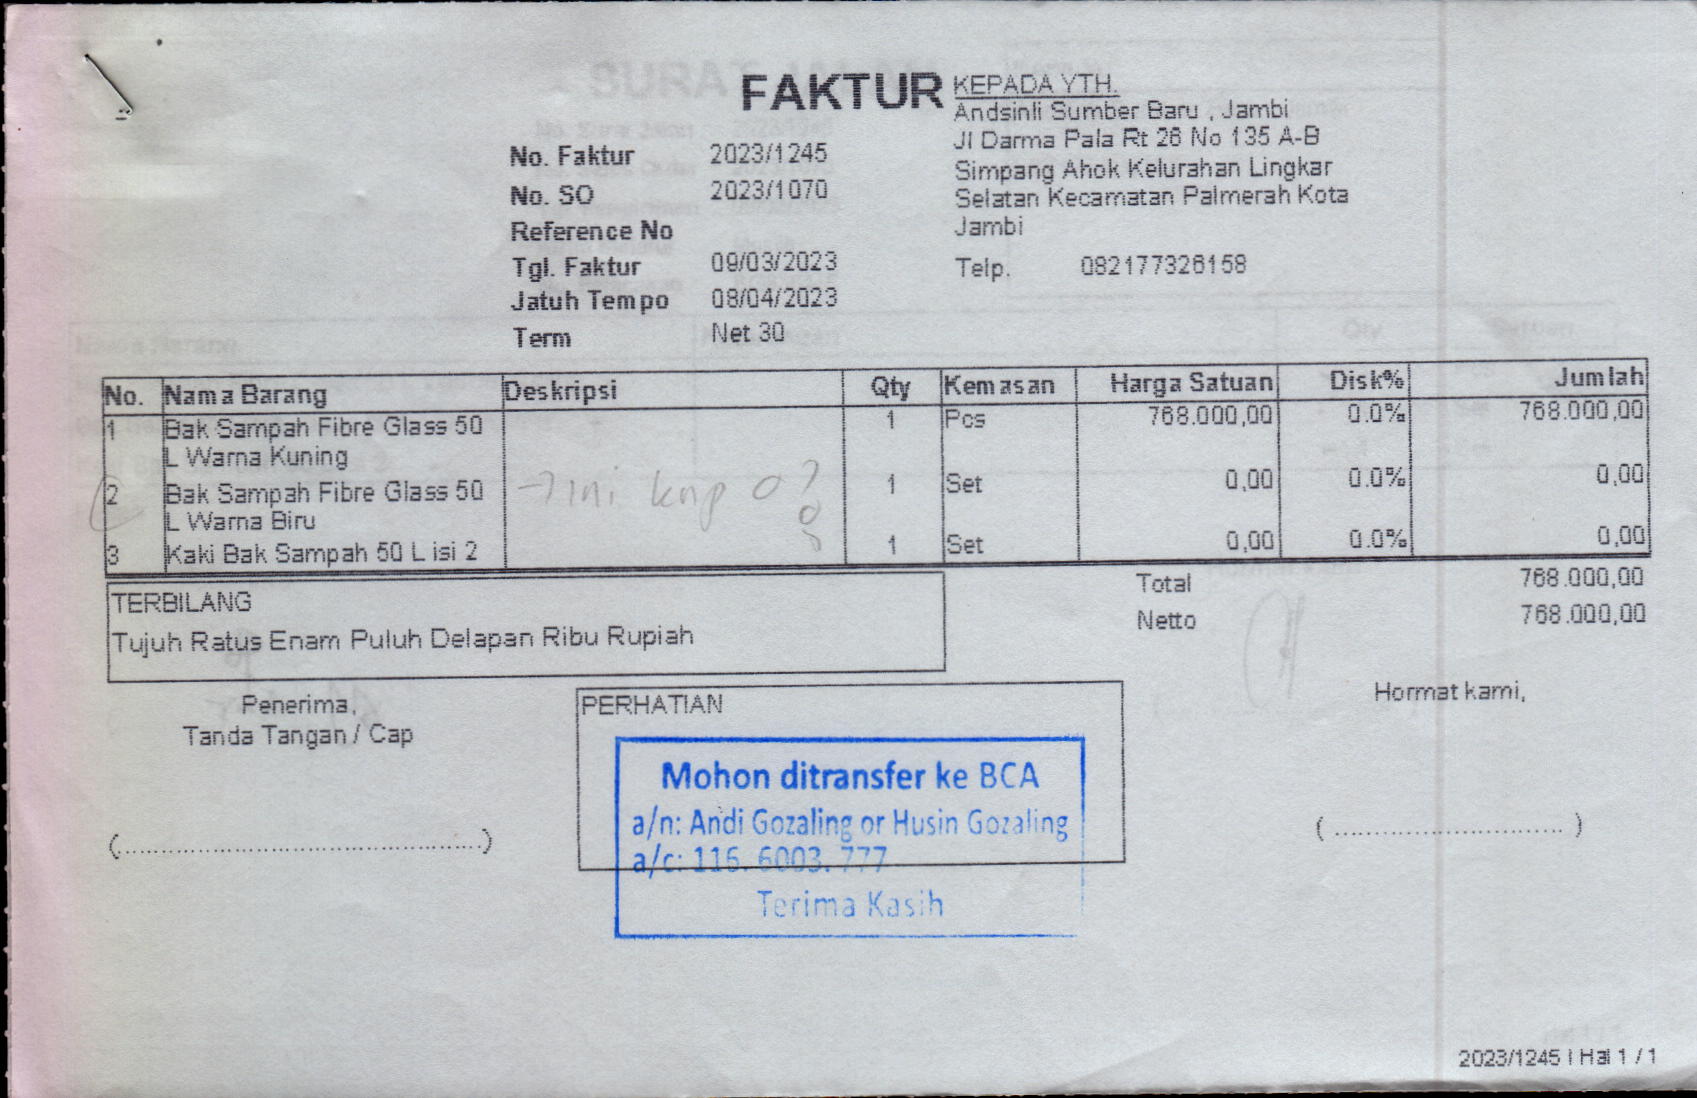 FAKTUR
KEPADA YTH.
Andsinli Sumber Baru , Jambi
Jl Darma Pala Rt 26 No 135 A-B
Simpang Ahok Kelurahan Lingkar
Selatan Kecamatan Palmerah Kota
Jambi
Telp. 082177326158
No. Faktur 2023/1245
No. SO 2023/1070
Reference No
Tgl. Faktur 09/03/2023
Jatuh Tempo 08/04/2023
Term Net 30
No. Nama Barang Deskripsi Qty Kemasan Harga Satuan Disk% Jumlah
1 Bak Sampah Fibre Glass 50 1 Pcs 768.000,00 0.0% 768.000,00
L Warna Kuning
2 Bak Sampah Fibre Glass 50 → ini knp 0? 1 Set 0,00 0.0% 0,00
L Warna Biru
3 Kaki Bak Sampah 50 L isi 2 1 Set 0,00 0.0% 0,00
Total 768.000,00
Netto 768.000,00
TERBILANG
Tujuh Ratus Enam Puluh Delapan Ribu Rupiah
Penerima,
Tanda Tangan / Cap
(..............................................)
PERHATIAN
Mohon ditransfer ke BCA
a/n: Andi Gozaling or Husin Gozaling
a/c: 116. 6003. 777
Terima Kasih
Hormat kami,
( .............................. )
2023/1245 | Hal 1 / 1